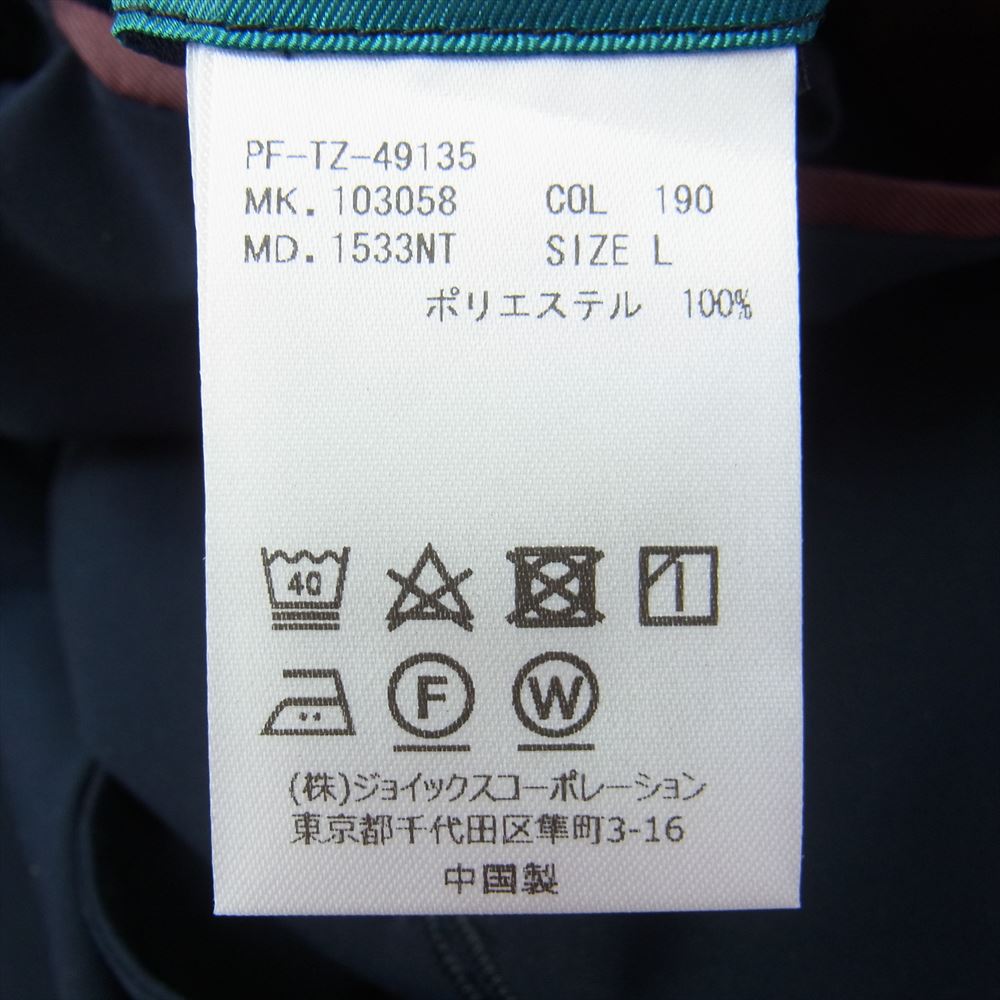 PF-TZ-49135
MK.103058 COL 190
MD.1533NT SIZE L
ポリエステル 100%
40
F W
(株)ジョイックスコーポレーション
東京都千代田区隼町3-16
中国製